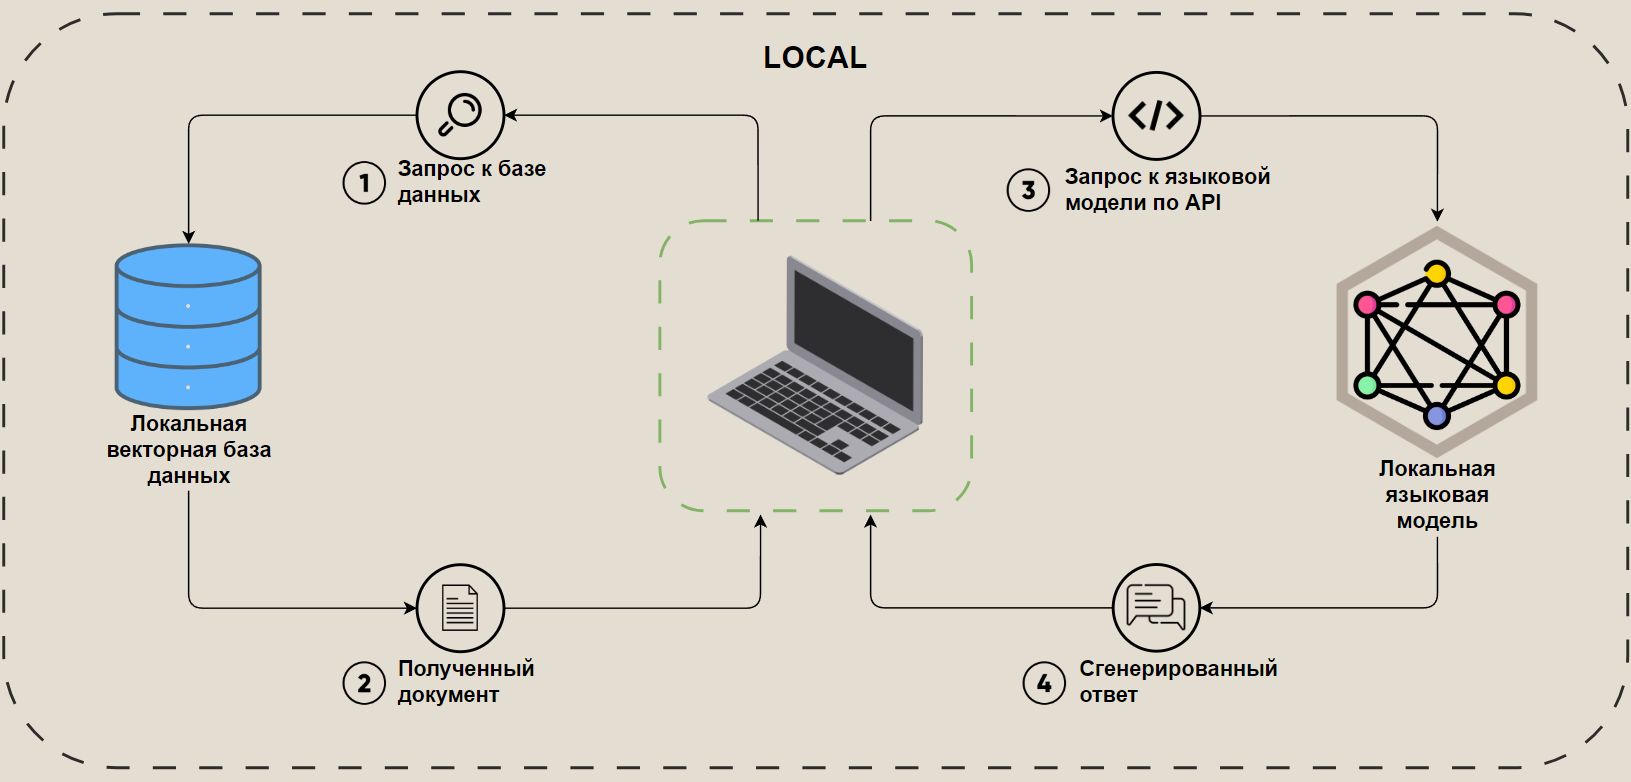 LOCAL
1
Запрос к базе
данных
3
Запрос к языковой
модели по API
</>
Локальная
векторная база
данных
Локальная
языковая
модель
2
Полученный
документ
4
Сгенерированный
ответ